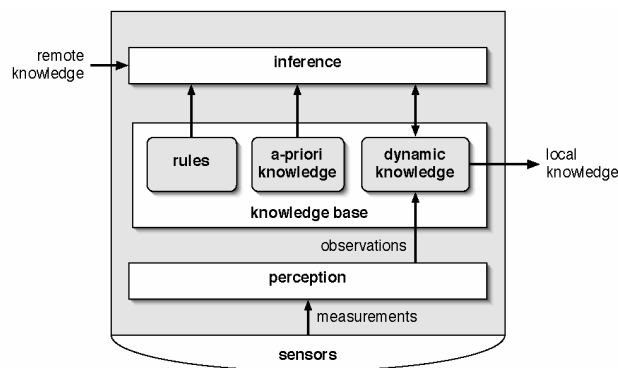 remote
knowledge
inference
rules
a-priori
knowledge
dynamic
knowledge
local
knowledge
knowledge base
observations
perception
measurements
sensors